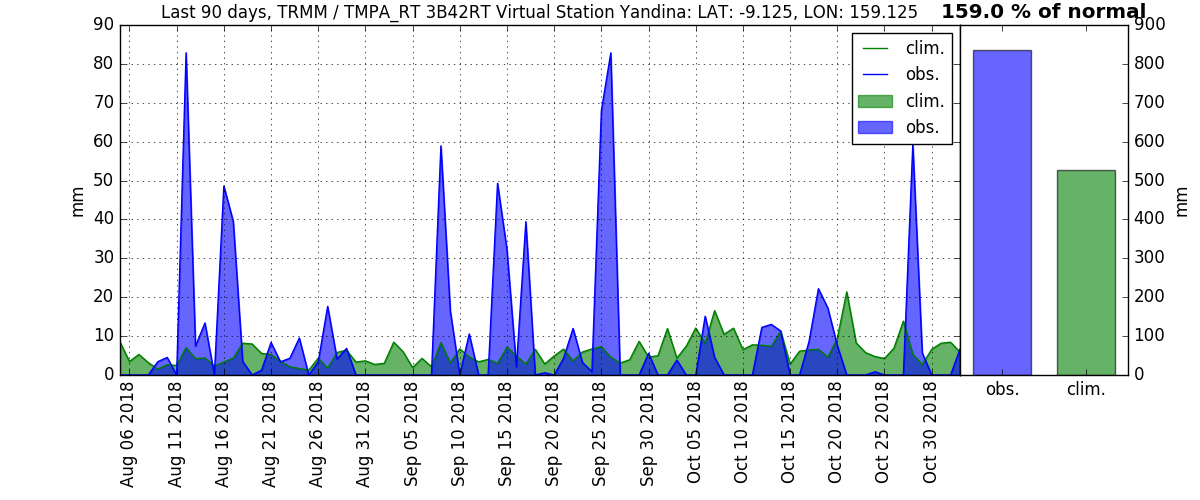 Last 90 days, TRMM / TMPA_RT 3B42RT Virtual Station Yandina: LAT: -9.125, LON: 159.125
159.0 % of normal
90
80
70
60
50
40
30
20
10
0
mm
clim.
obs.
clim.
obs.
900
800
700
600
500
400
300
200
100
0
mm
Aug 06 2018
Aug 11 2018
Aug 16 2018
Aug 21 2018
Aug 26 2018
Aug 31 2018
Sep 05 2018
Sep 10 2018
Sep 15 2018
Sep 20 2018
Sep 25 2018
Sep 30 2018
Oct 05 2018
Oct 10 2018
Oct 15 2018
Oct 20 2018
Oct 25 2018
Oct 30 2018
obs.
clim.